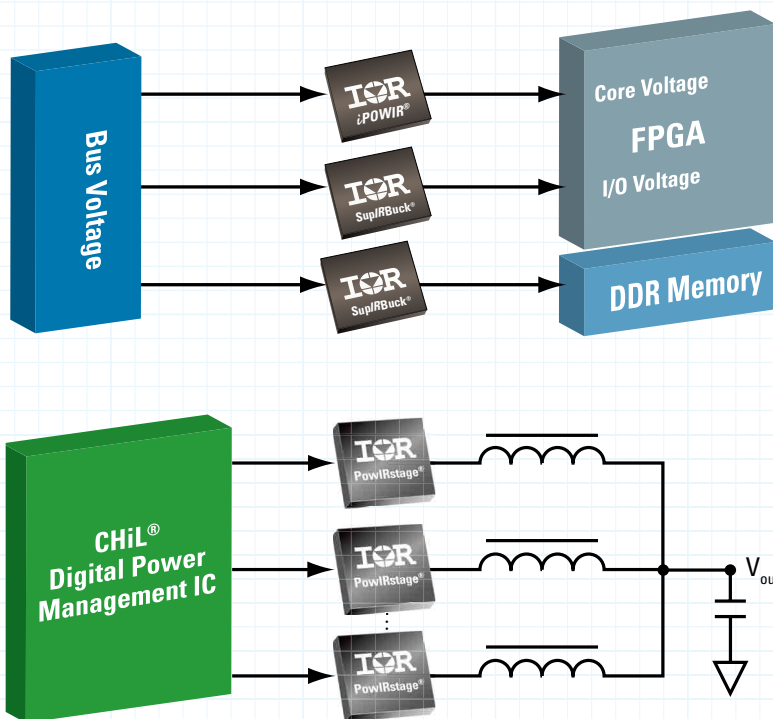 Bus Voltage
IOR
iPOWIR®
IOR
SupIRBuck®
IOR
SupIRBuck®
Core Voltage
FPGA
I/O Voltage
DDR Memory
CHiL®
Digital Power
Management IC
IOR
PowIRstage®
IOR
PowIRstage®
IOR
PowIRstage®
V